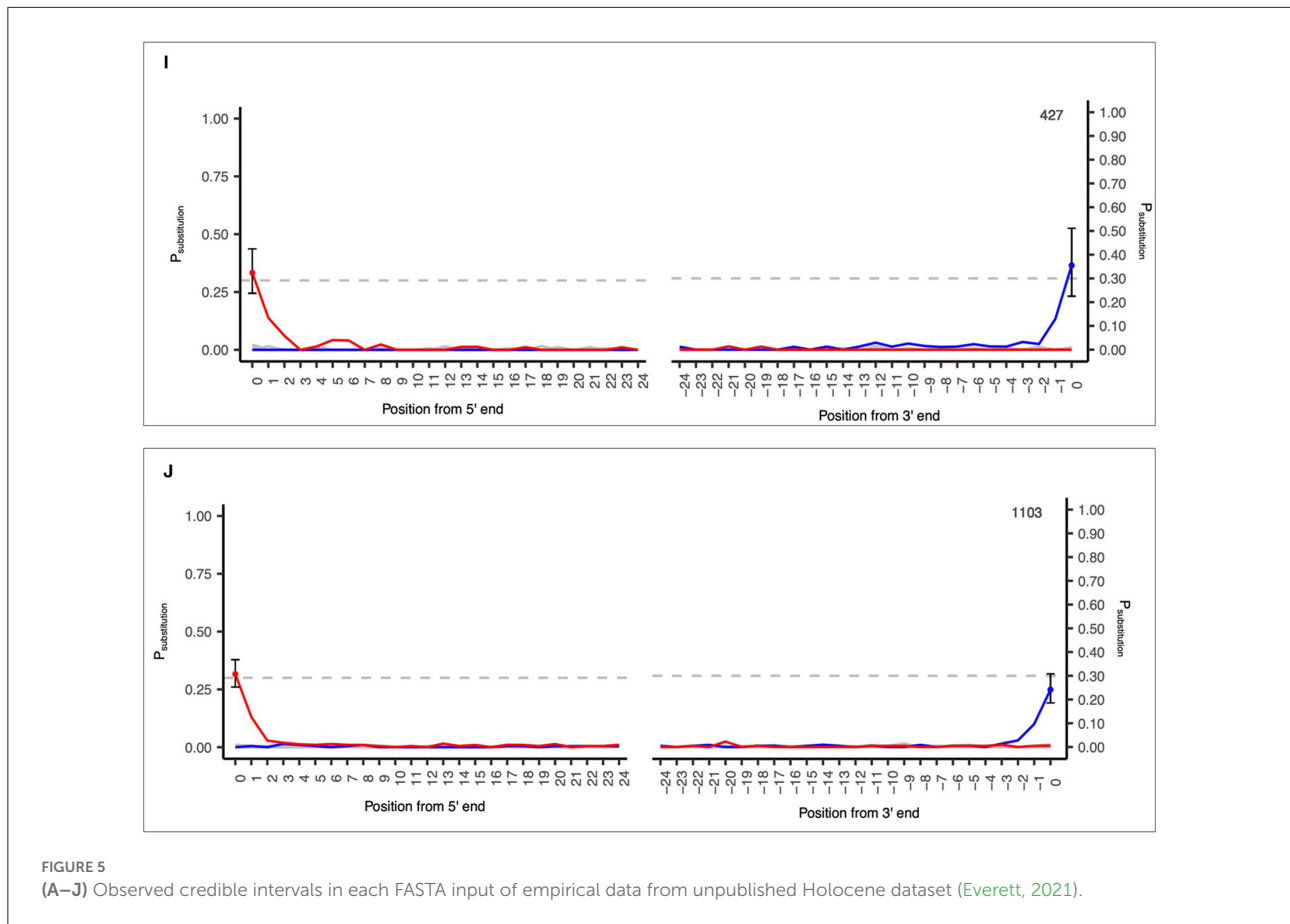 I
427
1.00
0.75
0.50
0.25
0.00
P substitution
0 1 2 3 4 5 6 7 8 9 10 11 12 13 14 15 16 17 18 19 20 21 22 23 24
Position from 5' end
1.00
0.90
0.80
0.70
0.60
0.50
0.40
0.30
0.20
0.10
0.00
P substitution
−24 −23 −22 −21 −20 −19 −18 −17 −16 −15 −14 −13 −12 −11 −10 −9 −8 −7 −6 −5 −4 −3 −2 −1 0
Position from 3' end
J
1103
1.00
0.75
0.50
0.25
0.00
P substitution
0 1 2 3 4 5 6 7 8 9 10 11 12 13 14 15 16 17 18 19 20 21 22 23 24
Position from 5' end
1.00
0.90
0.80
0.70
0.60
0.50
0.40
0.30
0.20
0.10
0.00
P substitution
−24 −23 −22 −21 −20 −19 −18 −17 −16 −15 −14 −13 −12 −11 −10 −9 −8 −7 −6 −5 −4 −3 −2 −1 0
Position from 3' end
FIGURE 5
(A–J) Observed credible intervals in each FASTA input of empirical data from unpublished Holocene dataset (Everett, 2021).